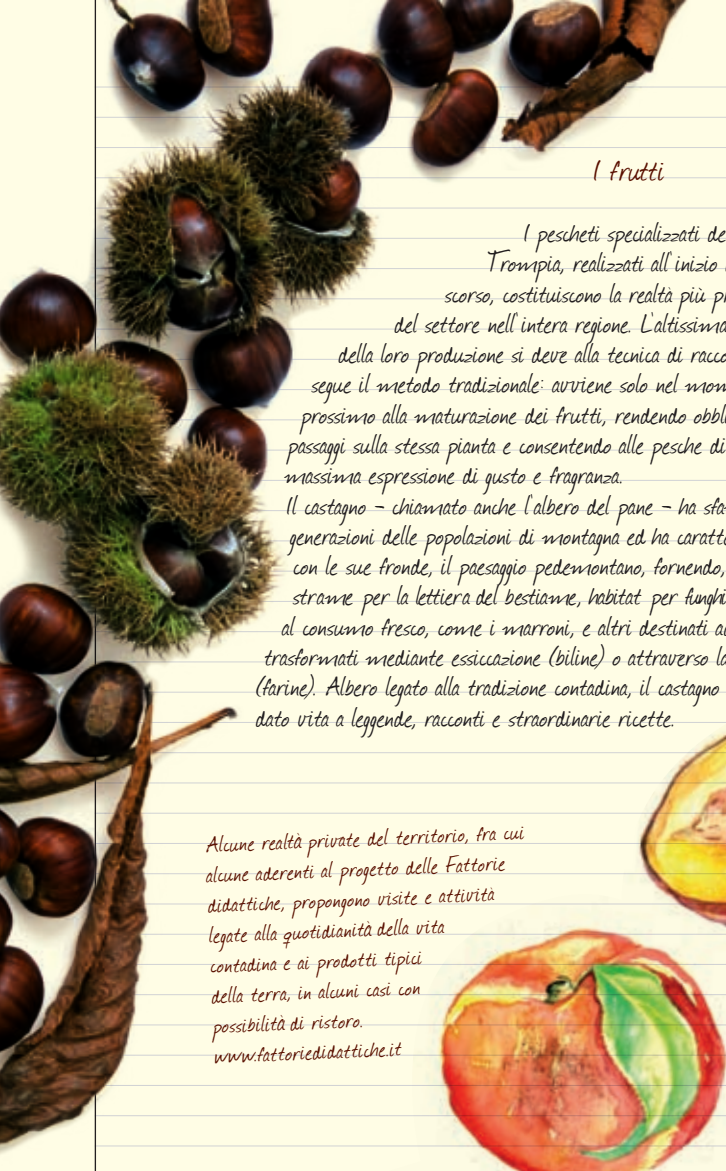 I frutti
I pescheti specializzati de
Trompia, realizzati all'inizio
scorso, costituiscono la realtà più p
del settore nell'intera regione. L'altissima
della loro produzione si deve alla tecnica di racco
segue il metodo tradizionale: avviene solo nel mom
prossimo alla maturazione dei frutti, rendendo obbl
passaggi sulla stessa pianta e consentendo alle pesche di
massima espressione di gusto e fragranza.
Il castagno – chiamato anche l'albero del pane – ha sfa
generazioni delle popolazioni di montagna ed ha caratt
con le sue fronde, il paesaggio pedemontano, fornendo,
strame per la lettiera del bestiame, habitat per funghi
al consumo fresco, come i marroni, e altri destinati a
trasformati mediante essiccazione (biline) o attraverso la
(farine). Albero legato alla tradizione contadina, il castagno
dato vita a leggende, racconti e straordinarie ricette.
Alcune realtà private del territorio, fra cui
alcune aderenti al progetto delle Fattorie
didattiche, propongono visite e attività
legate alla quotidianità della vita
contadina e ai prodotti tipici
della terra, in alcuni casi con
possibilità di ristoro.
www.fattoriedidattiche.it